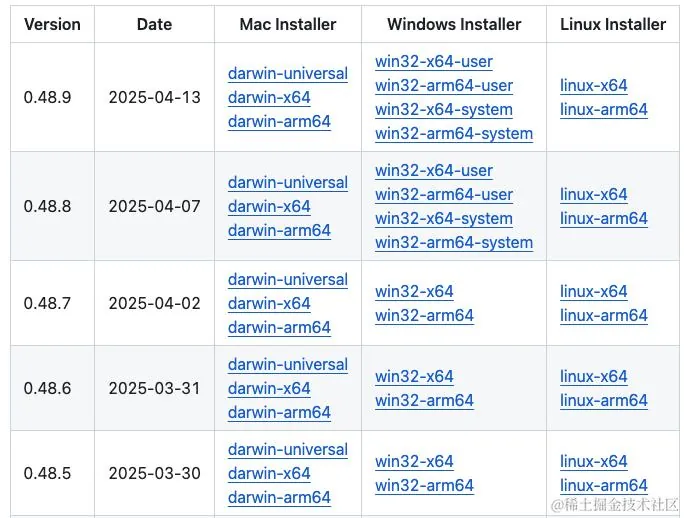 Version Date Mac Installer Windows Installer Linux Installer
0.48.9 2025-04-13
darwin-universal
darwin-x64
darwin-arm64
win32-x64-user
win32-arm64-user
win32-x64-system
win32-arm64-system
linux-x64
linux-arm64
0.48.8 2025-04-07
darwin-universal
darwin-x64
darwin-arm64
win32-x64-user
win32-arm64-user
win32-x64-system
win32-arm64-system
linux-x64
linux-arm64
0.48.7 2025-04-02
darwin-universal
darwin-x64
darwin-arm64
win32-x64
win32-arm64
linux-x64
linux-arm64
0.48.6 2025-03-31
darwin-universal
darwin-x64
darwin-arm64
win32-x64
win32-arm64
linux-x64
linux-arm64
0.48.5 2025-03-30
darwin-universal
darwin-x64
darwin-arm64
win32-x64
win32-arm64
linux-x64
linux-arm64
@稀土掘金技术社区